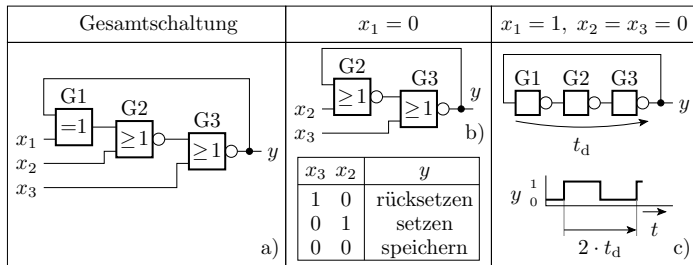 Gesamtschaltung
x₁ = 0
x₁ = 1, x₂ = x₃ = 0
G1
=1
G2
≥1
G3
≥1
y
x₁
x₂
x₃
a)
G2
≥1
G3
≥1
y
x₂
x₃
b)
x₃ x₂ y
1 0 rücksetzen
0 1 setzen
0 0 speichern
G1 G2 G3
y
t_d
y 1
0
t
2 · t_d
c)